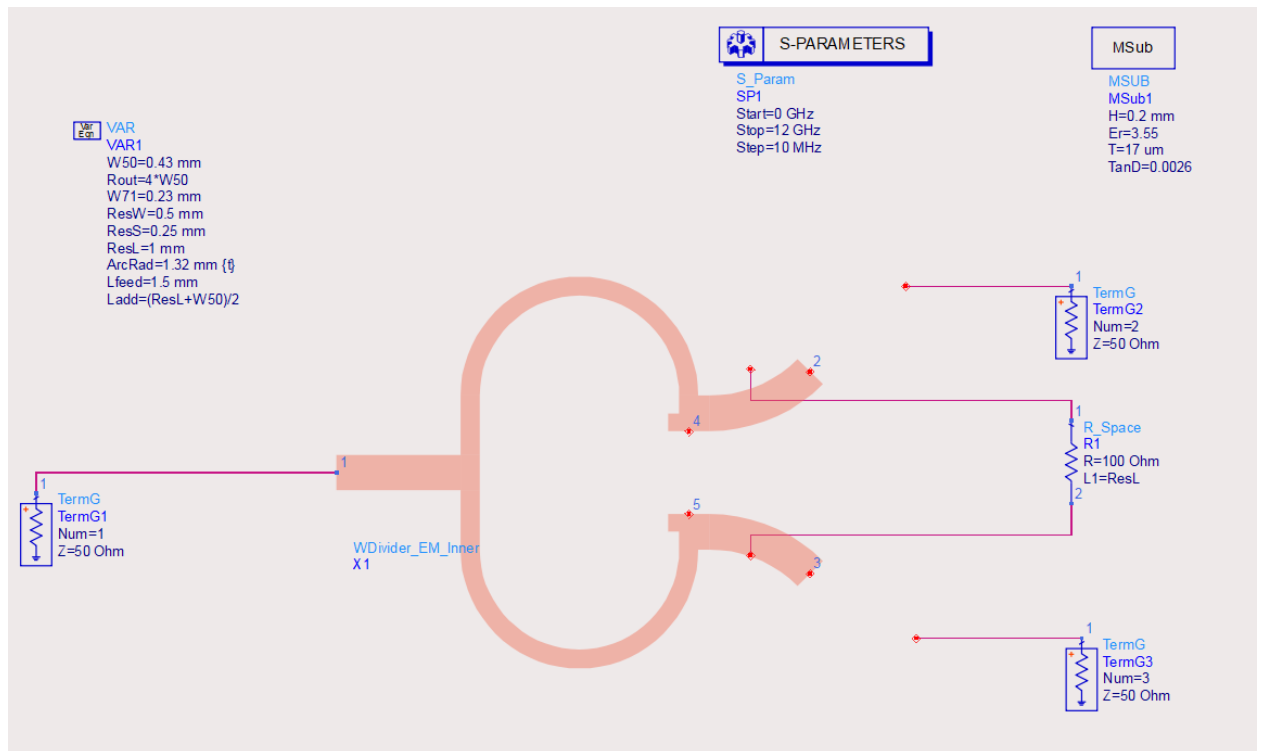 S-PARAMETERS
S_Param
SP1
Start=0 GHz
Stop=12 GHz
Step=10 MHz
MSub
MSUB
MSub1
H=0.2 mm
Er=3.55
T=17 um
TanD=0.0026
Var
Eqn
VAR
VAR1
W50=0.43 mm
Rout=4*W50
W71=0.23 mm
ResW=0.5 mm
ResS=0.25 mm
ResL=1 mm
ArcRad=1.32 mm {t}
Lfeed=1.5 mm
Ladd=(ResL+W50)/2
1
TermG
TermG2
Num=2
Z=50 Ohm
2
4
1
R_Space
R1
R=100 Ohm
L1=ResL
2
1
1
TermG
TermG1
Num=1
Z=50 Ohm
5
WDivider_EM_Inner
X1
3
1
TermG
TermG3
Num=3
Z=50 Ohm